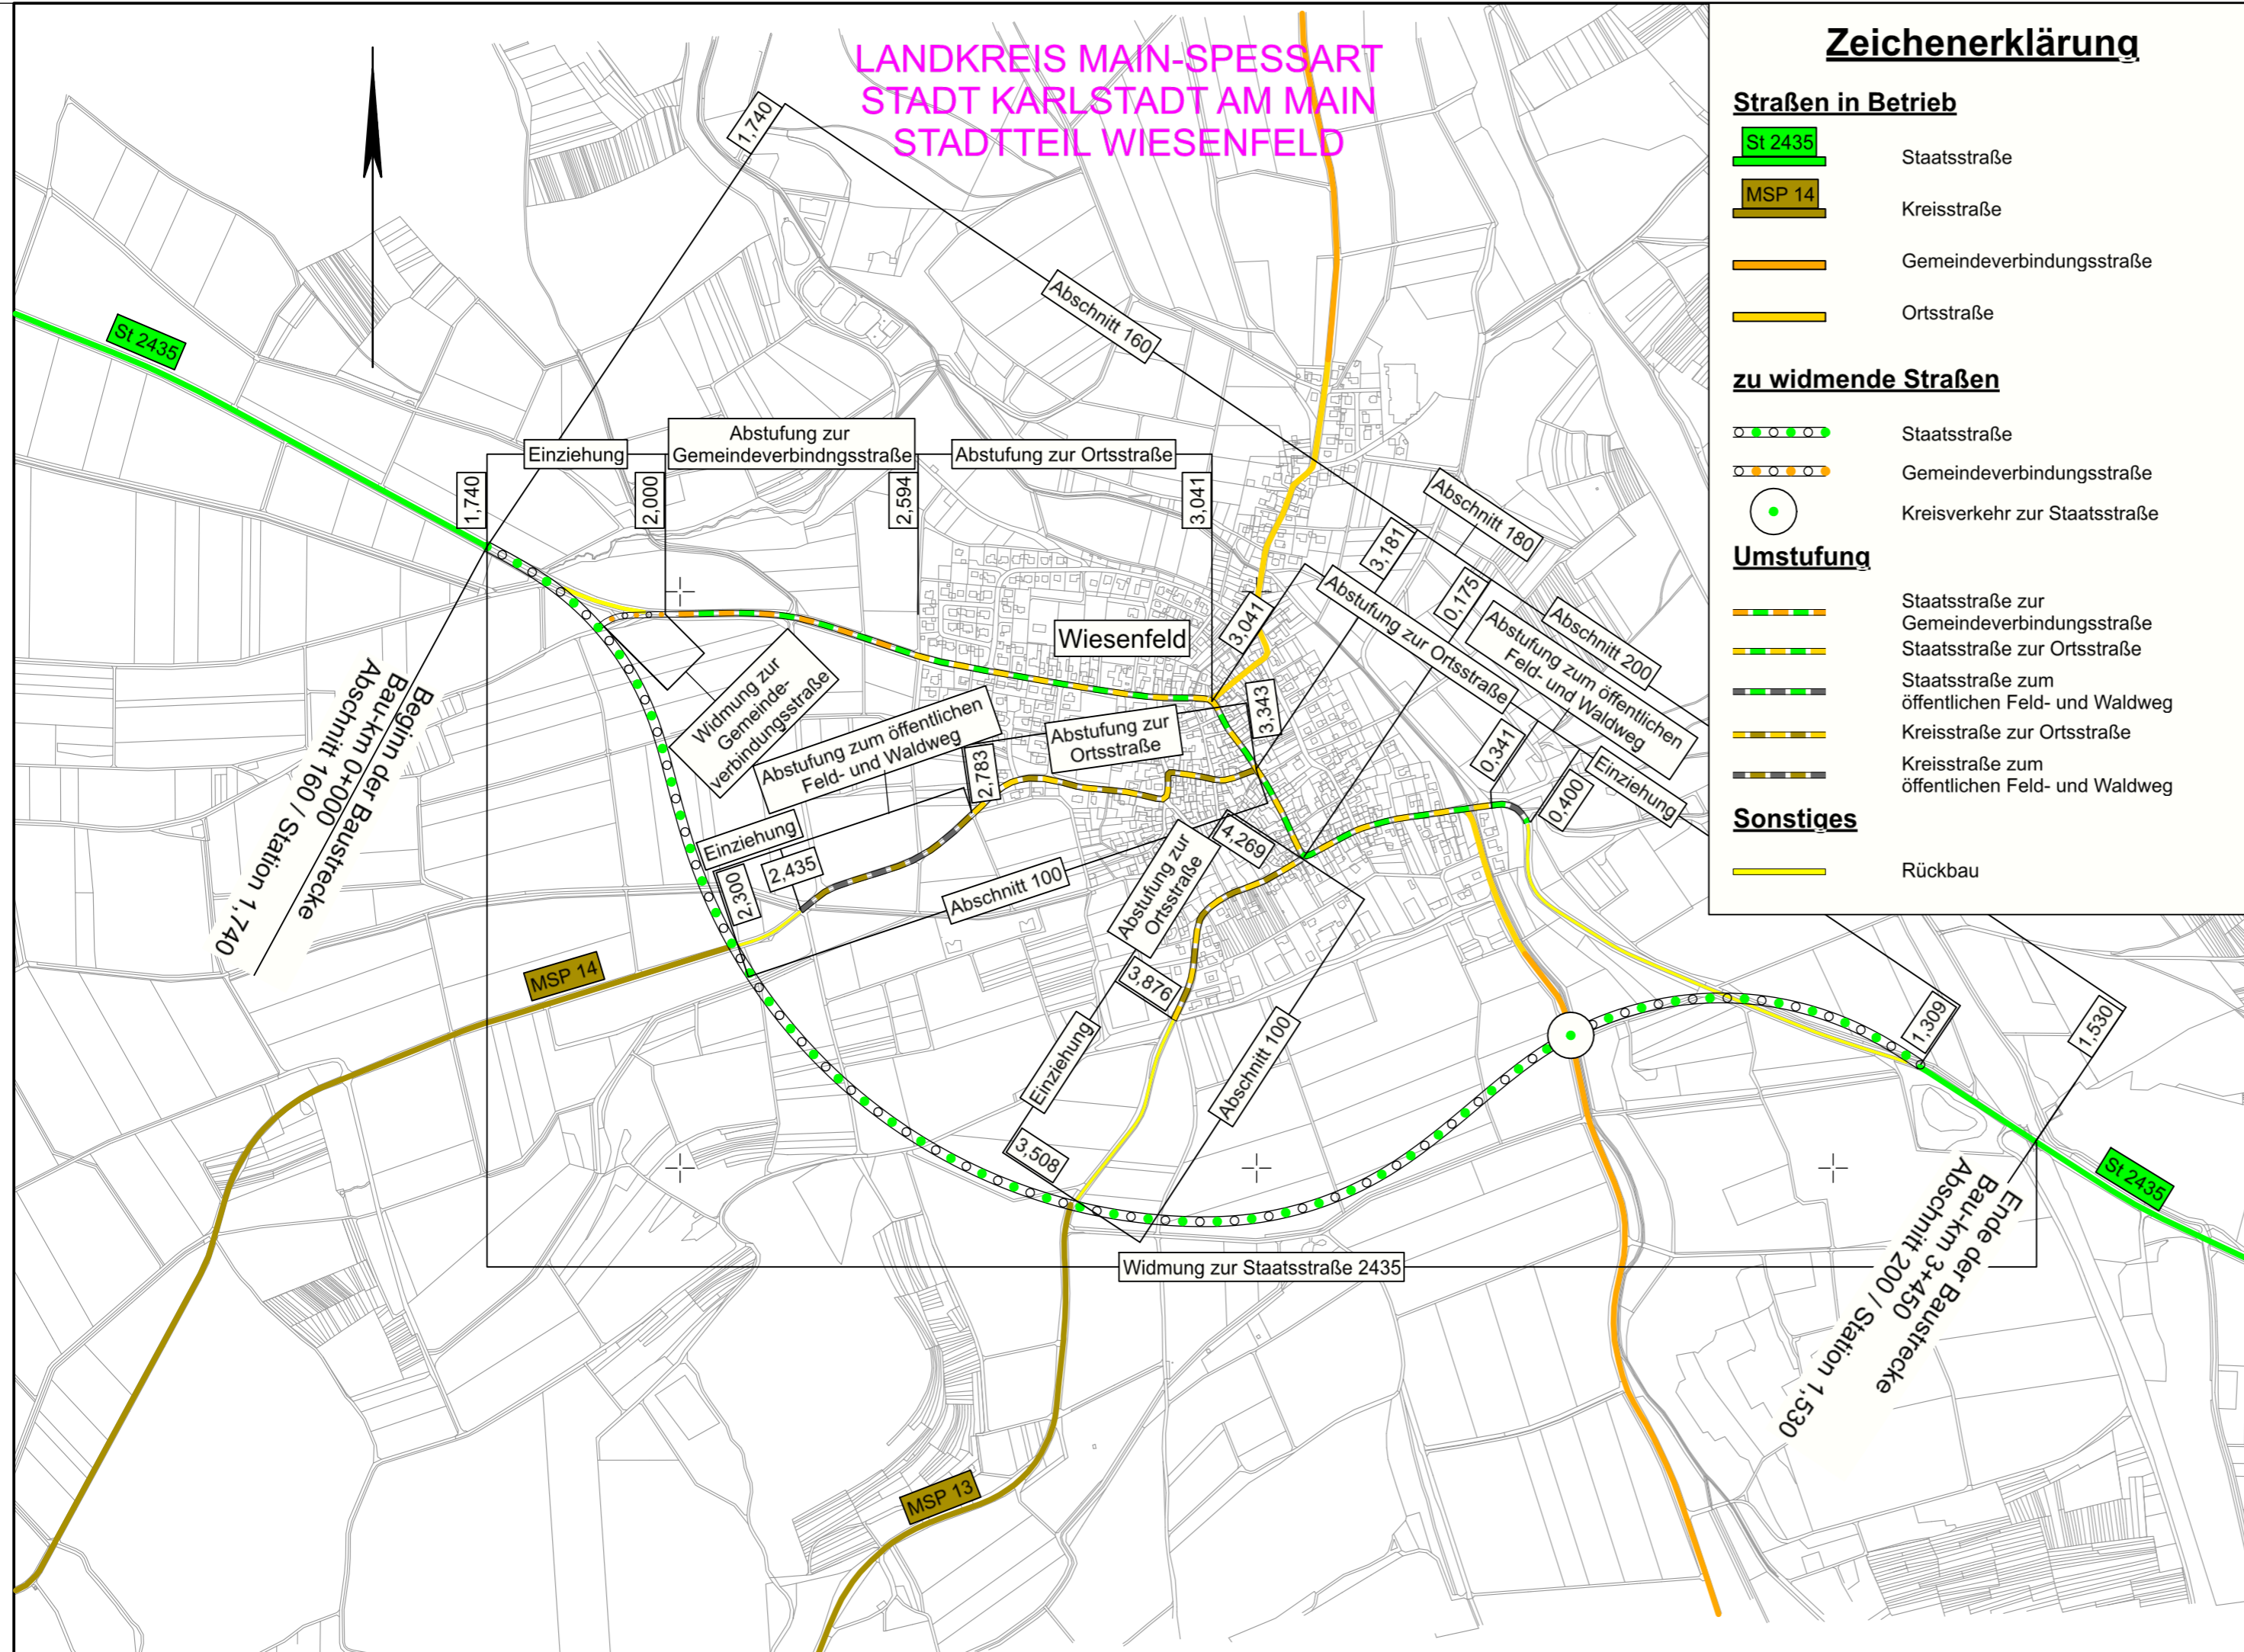 LANDKREIS MAIN-SPESSART
STADT KARLSTADT AM MAIN
STADTTEIL WIESENFELD
Zeichenerklärung
Straßen in Betrieb
St 2435
Staatsstraße
MSP 14
Kreisstraße
Gemeindeverbindungsstraße
Ortsstraße
zu widmende Straßen
Staatsstraße
Gemeindeverbindungsstraße
Kreisverkehr zur Staatsstraße
Umstufung
Staatsstraße zur
Gemeindeverbindungsstraße
Staatsstraße zur Ortsstraße
Staatsstraße zum
öffentlichen Feld- und Waldweg
Kreisstraße zur Ortsstraße
Kreisstraße zum
öffentlichen Feld- und Waldweg
Sonstiges
Rückbau
1,740
Abschnitt 160
St 2435
Einziehung
Abstufung zur
Gemeindeverbindngsstraße
Abstufung zur Ortsstraße
1,740
2,000
2,594
3,041
Abschnitt 180
3,181
0,175
Abschnitt 200
Abstufung zur Ortsstraße
Abstufung zum öffentlichen
Feld- und Waldweg
3,041
Wiesenfeld
Beginn der Baustrecke
Bau-km 0+000
Abschnitt 160 / Station 1,740
Widmung zur
Gemeinde-
verbindungsstraße
Abstufung zum öffentlichen
Feld- und Waldweg
2,783
Abstufung zur
Ortsstraße
3,343
0,341
0,400
Einziehung
Einziehung
2,435
2,300
Abschnitt 100
4,269
Abstufung zur
Ortsstraße
3,876
MSP 14
Einziehung
Abschnitt 100
3,508
1,309
1,530
St 2435
Widmung zur Staatsstraße 2435
Ende der Baustrecke
Bau-km 3+450
Abschnitt 200 / Station 1,530
MSP 13